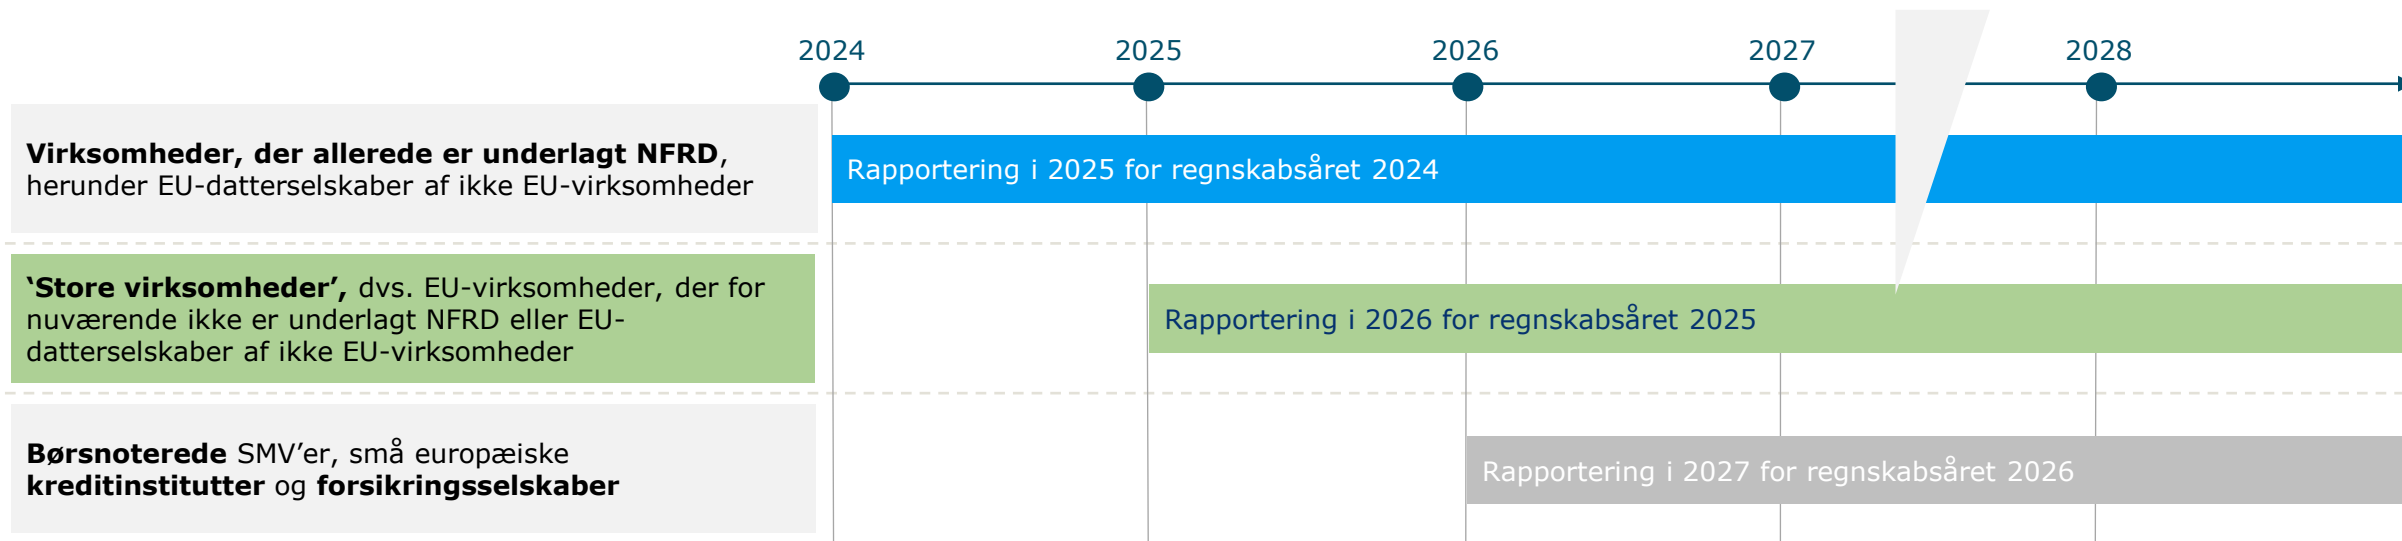 2024 2025 2026 2027 2028
Virksomheder, der allerede er underlagt NFRD,
herunder EU-datterselskaber af ikke EU-virksomheder
Rapportering i 2025 for regnskabsåret 2024
‘Store virksomheder’, dvs. EU-virksomheder, der for
nuværende ikke er underlagt NFRD eller EU-
datterselskaber af ikke EU-virksomheder
Rapportering i 2026 for regnskabsåret 2025
Børsnoterede SMV’er, små europæiske
kreditinstitutter og forsikringsselskaber
Rapportering i 2027 for regnskabsåret 2026